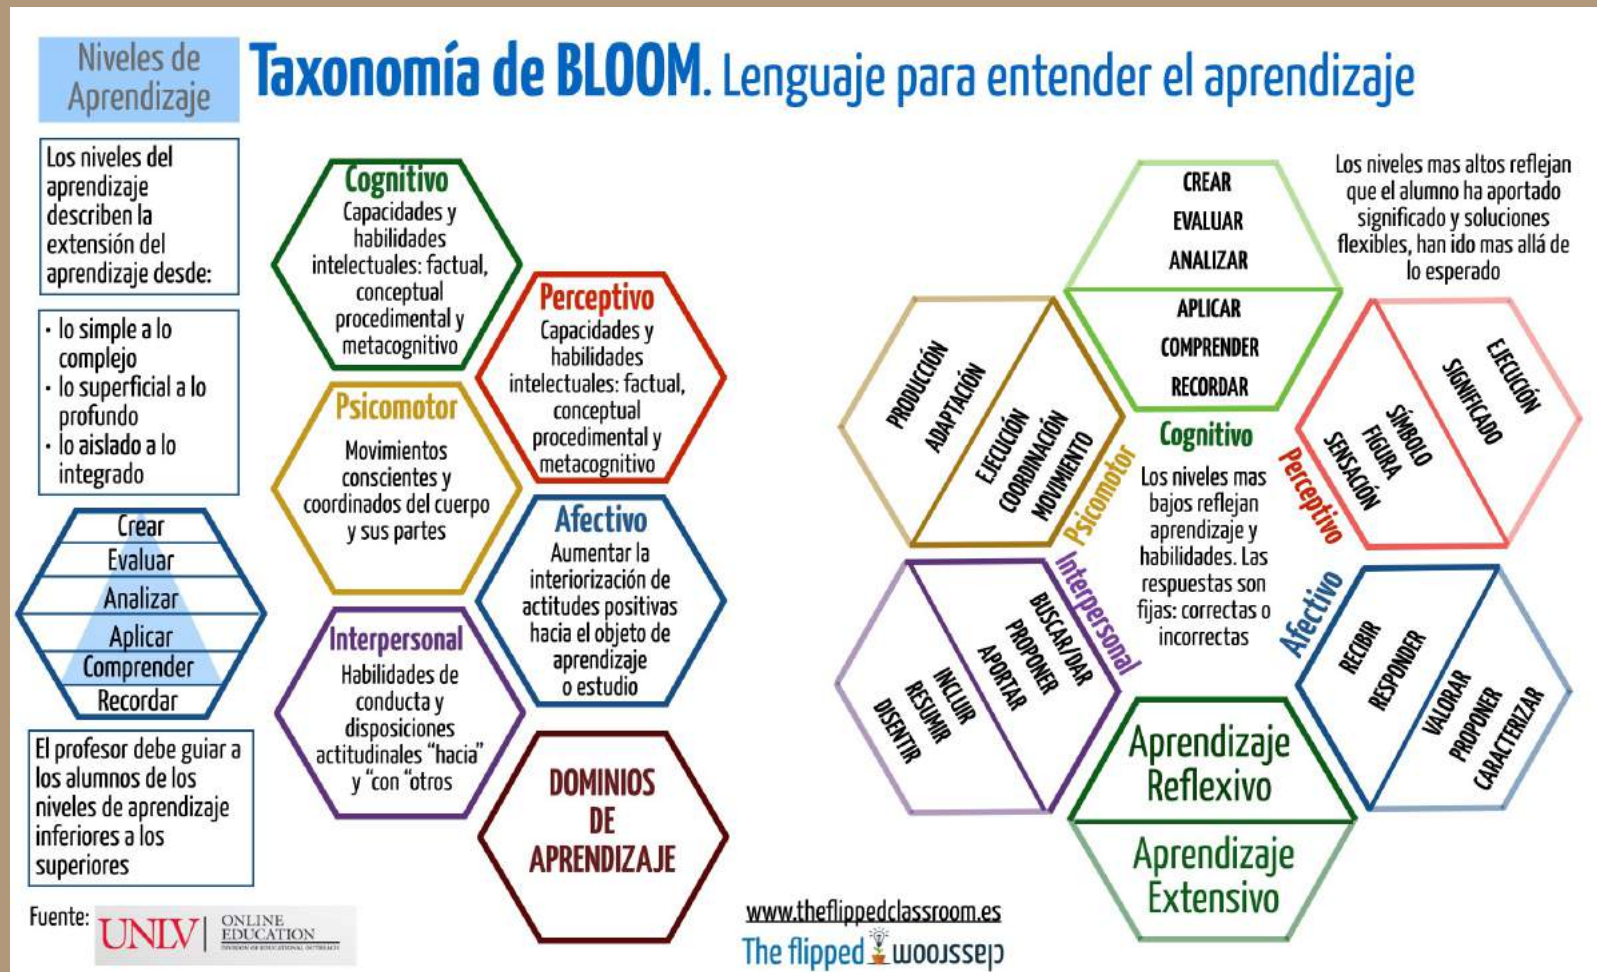 Niveles de
Aprendizaje
Taxonomía de BLOOM. Lenguaje para entender el aprendizaje
Los niveles del
aprendizaje
describen la
extensión del
aprendizaje desde:
· lo simple a lo
complejo
· lo superficial a lo
profundo
· lo aislado a lo
integrado
Crear
Evaluar
Analizar
Aplicar
Comprender
Recordar
El profesor debe guiar a
los alumnos de los
niveles de aprendizaje
inferiores a los
superiores
Fuente:
UNLV
ONLINE
EDUCATION
DIVISION OF EDUCATIONAL OUTREACH
Cognitivo
Capacidades y
habilidades
intelectuales: factual,
conceptual
procedimental y
metacognitivo
Perceptivo
Capacidades y
habilidades
intelectuales: factual,
conceptual
procedimental y
metacognitivo
Psicomotor
Movimientos
conscientes y
coordinados del cuerpo
y sus partes
Afectivo
Aumentar la
interiorización de
actitudes positivas
hacia el objeto de
aprendizaje
o estudio
Interpersonal
Habilidades de
conducta y
disposiciones
actitudinales "hacia"
y "con "otros
DOMINIOS
DE
APRENDIZAJE
CREAR
EVALUAR
ANALIZAR
APLICAR
COMPRENDER
RECORDAR
Cognitivo
Los niveles mas
bajos reflejan
aprendizaje y
habilidades. Las
respuestas son
fijas: correctas o
incorrectas
Los niveles mas altos reflejan
que el alumno ha aportado
significado y soluciones
flexibles, han ido mas allá de
lo esperado
PRODUCCIÓN
ADAPTACIÓN
EJECUCIÓN
COORDINACIÓN
MOVIMIENTO
Psicomotor
EJECUCIÓN
SIGNIFICADO
SÍMBOLO
FIGURA
SENSACIÓN
Perceptivo
Interpersonal
BUSCAR/DAR
PROPONER
APORTAR
INCLUIR
RESUMIR
DISENTIR
Afectivo
RECIBIR
RESPONDER
VALORAR
PROPONER
CARACTERIZAR
Aprendizaje
Reflexivo
Aprendizaje
Extensivo
www.theflippedclassroom.es
The flipped classroom